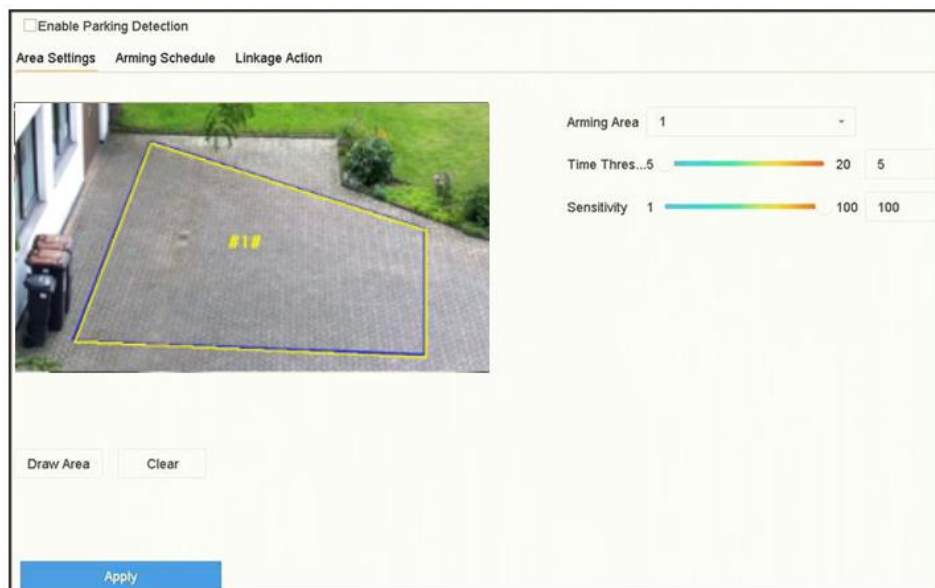 Enable Parking Detection
Area Settings Arming Schedule Linkage Action
Arming Area 1
Time Thres...5 20 5
Sensitivity 1 100 100
#1#
Draw Area Clear
Apply